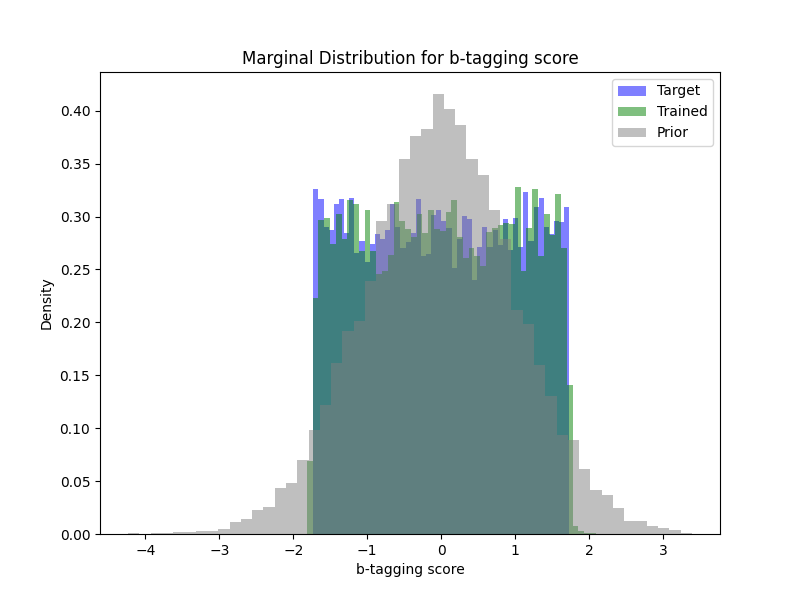 Marginal Distribution for b-tagging score
Target
Trained
Prior
0.40
0.35
0.30
0.25
0.20
0.15
0.10
0.05
0.00
Density
−4 −3 −2 −1 0 1 2 3
b-tagging score